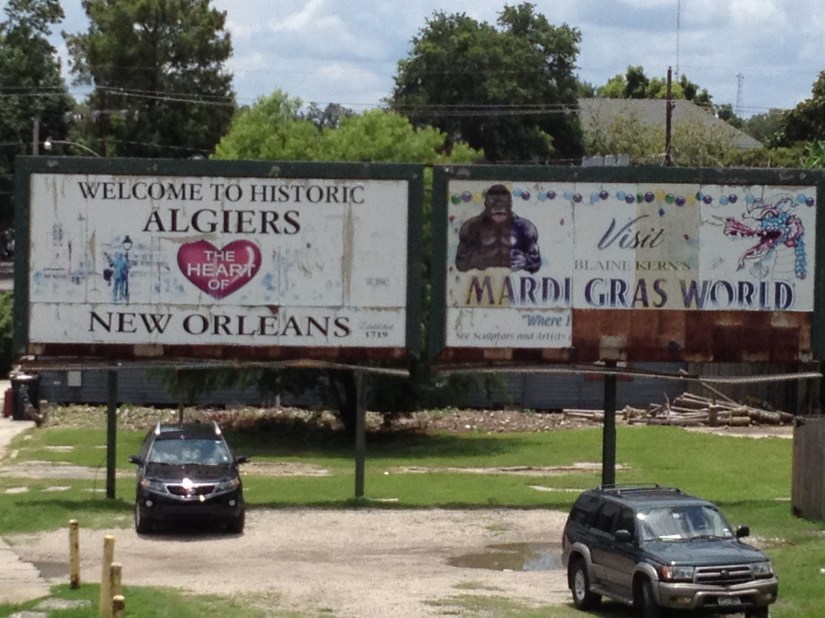 WELCOME TO HISTORIC
ALGIERS
THE
HEART
OF
NEW ORLEANS
Established
1719
Visit
BLAINE KERN'S
MARDI GRAS WORLD
"Where
See Sculptors and Artists